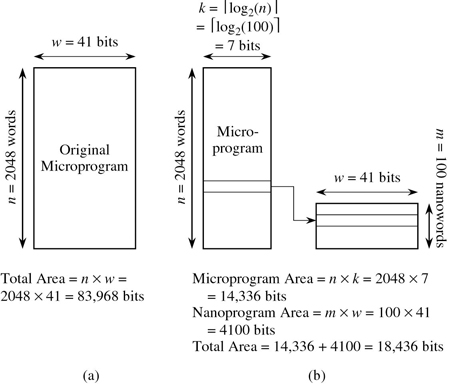 w = 41 bits
n = 2048 words
Original
Microprogram
Total Area = n × w =
2048 × 41 = 83,968 bits
(a)
k = ⌈log₂(n)⌉
= ⌈log₂(100)⌉
= 7 bits
n = 2048 words
Micro-
program
w = 41 bits
m = 100 nanowords
Microprogram Area = n × k = 2048 × 7
= 14,336 bits
Nanoprogram Area = m × w = 100 × 41
= 4100 bits
Total Area = 14,336 + 4100 = 18,436 bits
(b)